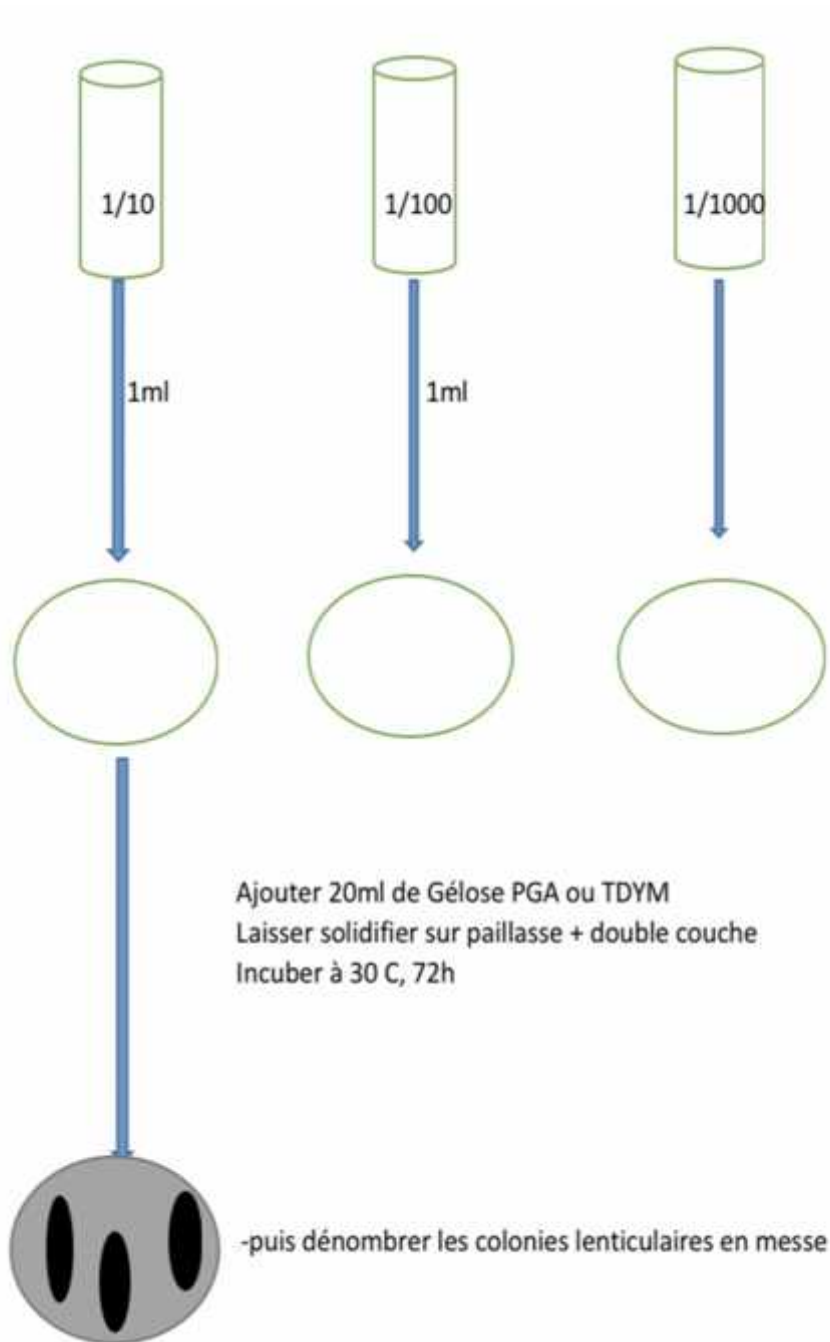 1/10
1/100
1/1000
1ml
1ml
Ajouter 20ml de Gélose PGA ou TDYM
Laisser solidifier sur paillasse + double couche
Incuber à 30 C, 72h
-puis dénombrer les colonies lenticulaires en messe